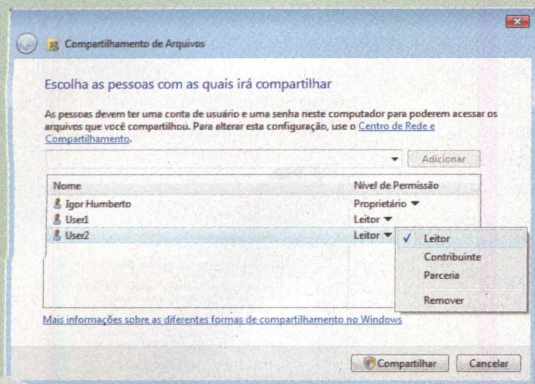 Compartilhamento de Arquivos
Escolha as pessoas com as quais irá compartilhar
As pessoas devem ter uma conta de usuário e uma senha neste computador para poderem acessar os
arquivos que você compartilhou. Para alterar esta configuração, use o Centro de Rede e
Compartilhamento.
Adicionar
Nome Nível de Permissão
Igor Humberto Proprietário
User1 Leitor
User2 Leitor
Leitor
Contribuinte
Parceria
Remover
Mais informações sobre as diferentes formas de compartilhamento no Windows
Compartilhar Cancelar